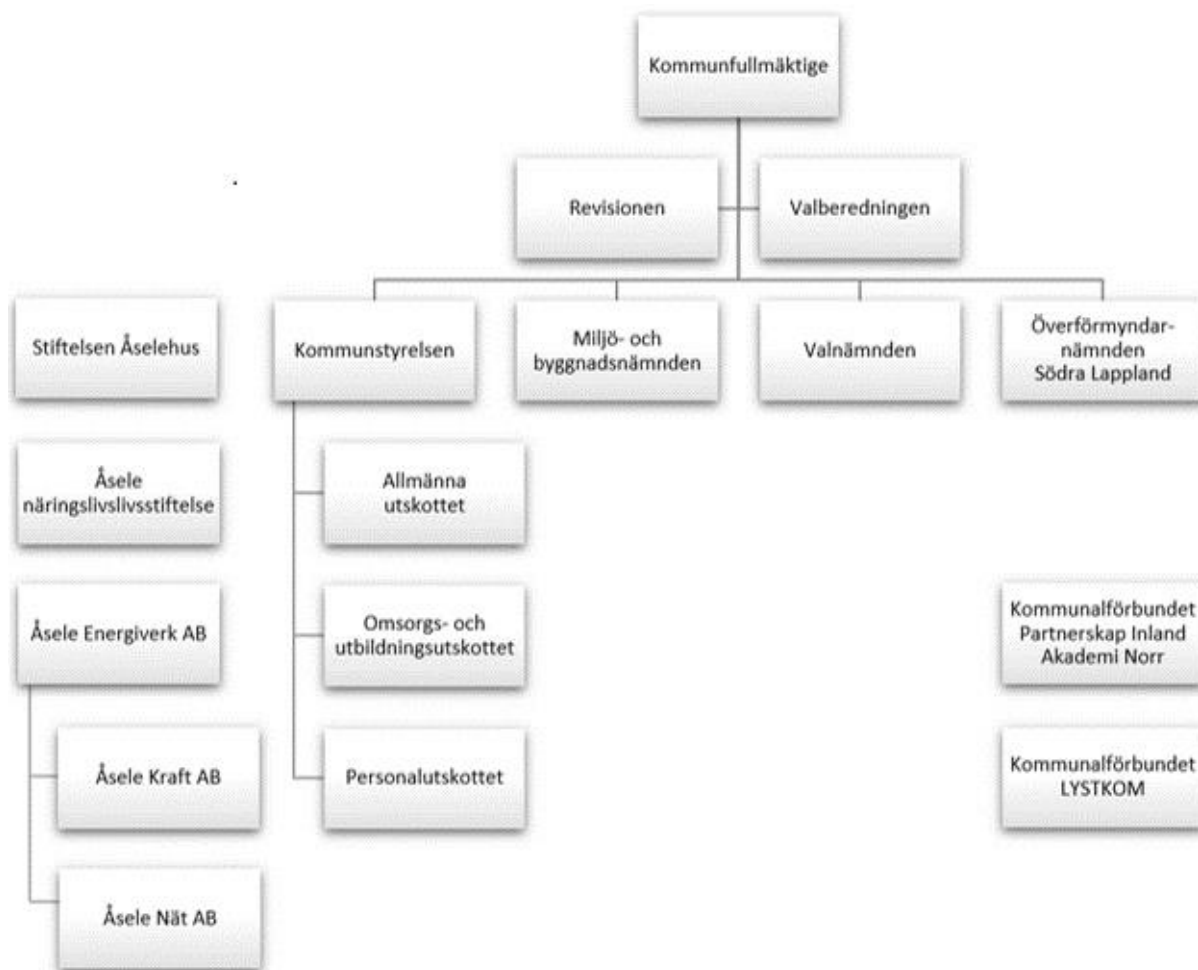 Kommunfullmäktige
Revisionen
Valberedningen
Stiftelsen Åselehus
Kommunstyrelsen
Miljö- och
byggnadsnämnden
Valnämnden
Överförmyndar-
nämnden
Södra Lappland
Åsele
näringslivslivsstiftelse
Allmänna
utskottet
Åsele Energiverk AB
Omsorgs- och
utbildningsutskottet
Kommunalförbundet
Partnerskap Inland
Akademi Norr
Åsele Kraft AB
Personalutskottet
Kommunalförbundet
LYSTKOM
Åsele Nät AB